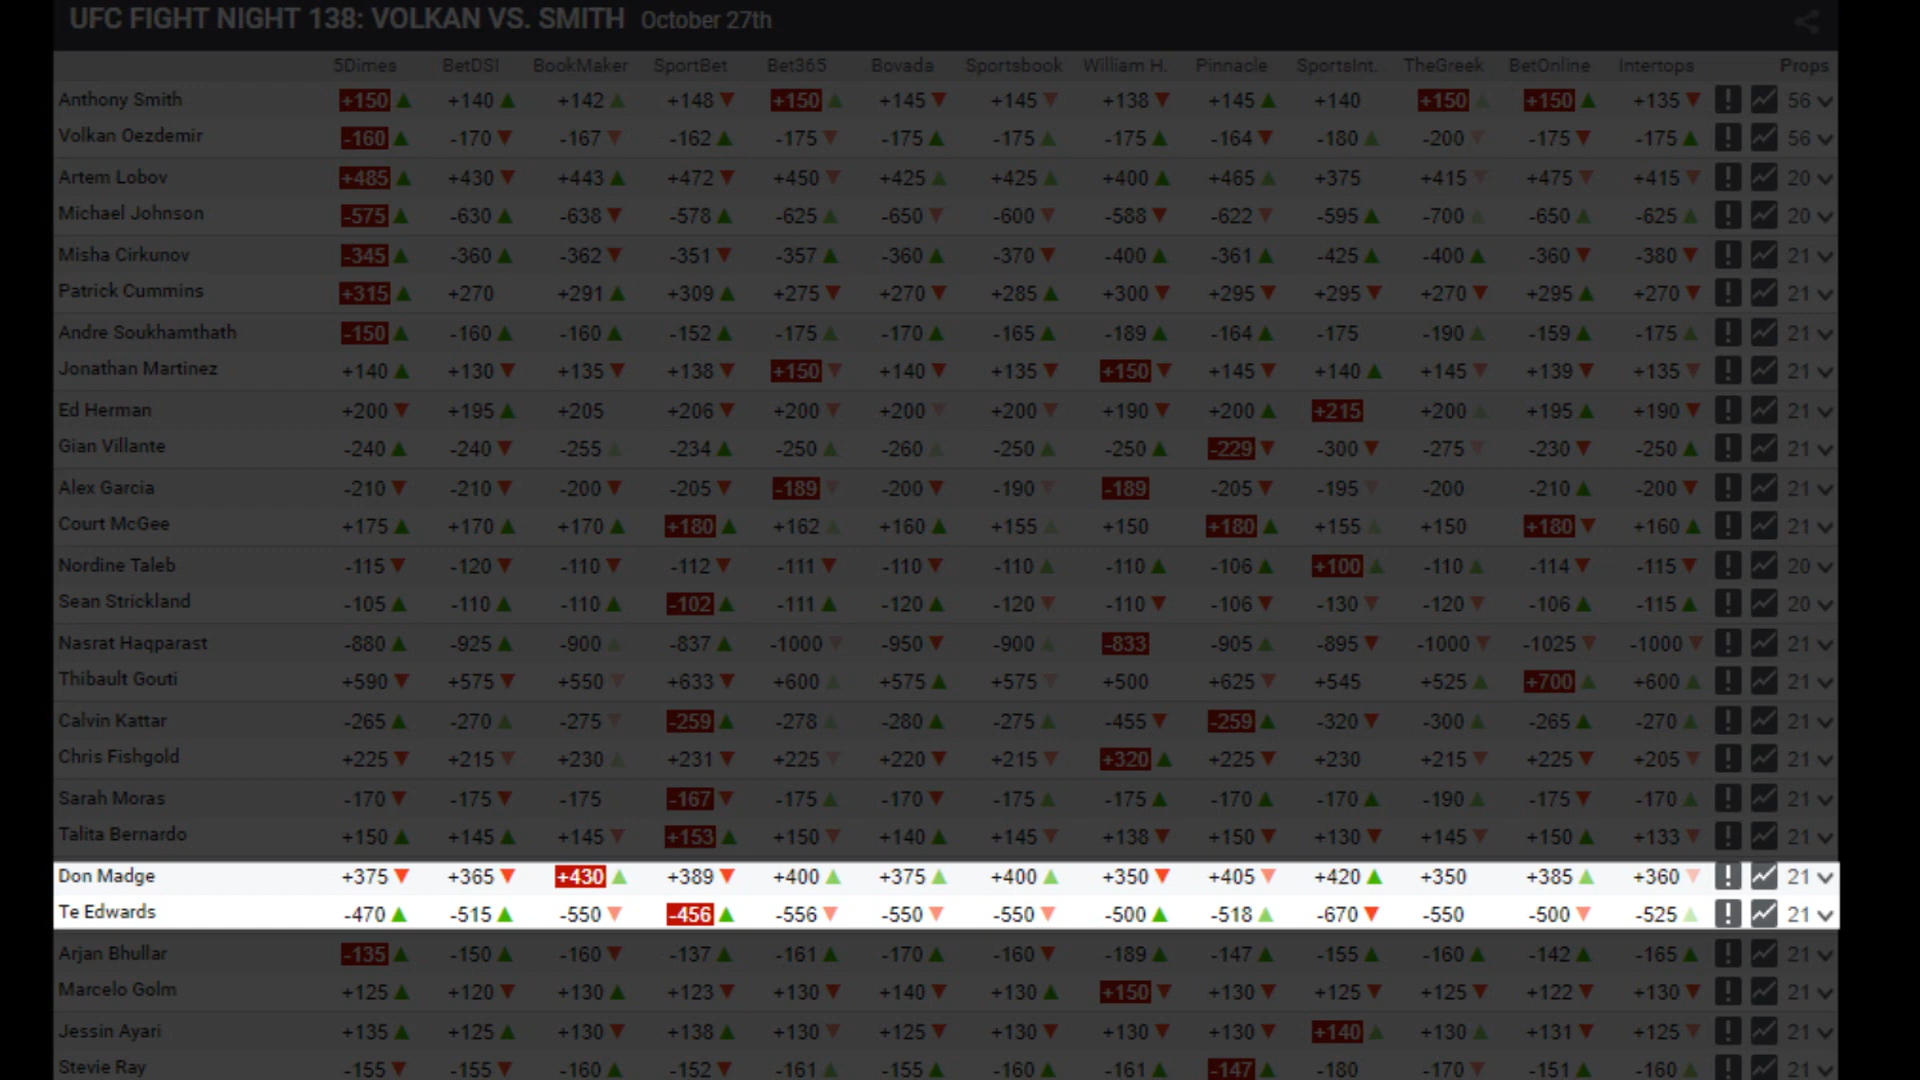 UFC FIGHT NIGHT 138: VOLKAN VS. SMITH October 27th
5Dimes BetDSI BookMaker SportBet Bet365 Bovada Sportsbook William H. Pinnacle SportsInt. TheGreek BetOnline Intertops Props
Anthony Smith +150 +140 +142 +148 +150 +145 +145 +138 +145 +140 +150 +150 +135 56
Volkan Oezdemir -160 -170 -167 -162 -175 -175 -175 -175 -164 -180 -200 -175 -175 56
Artem Lobov +485 +430 +443 +472 +450 +425 +425 +400 +465 +375 +415 +475 +415 20
Michael Johnson -575 -630 -638 -578 -625 -650 -600 -588 -622 -595 -700 -650 -625 20
Misha Cirkunov -345 -360 -362 -351 -357 -360 -370 -400 -361 -425 -400 -360 -380 21
Patrick Cummins +315 +270 +291 +309 +275 +270 +285 +300 +295 +295 +270 +295 +270 21
Andre Soukhamthath -150 -160 -160 -152 -175 -170 -165 -189 -164 -175 -190 -159 -175 21
Jonathan Martinez +140 +130 +135 +138 +150 +140 +135 +150 +145 +140 +145 +139 +135 21
Ed Herman +200 +195 +205 +206 +200 +200 +200 +190 +200 +215 +200 +195 +190 21
Gian Villante -240 -240 -255 -234 -250 -260 -250 -250 -229 -300 -275 -230 -250 21
Alex Garcia -210 -210 -200 -205 -189 -200 -190 -189 -205 -195 -200 -210 -200 21
Court McGee +175 +170 +170 +180 +162 +160 +155 +150 +180 +155 +150 +180 +160 21
Nordine Taleb -115 -120 -110 -112 -111 -110 -110 -110 -106 +100 -110 -114 -115 20
Sean Strickland -105 -110 -110 -102 -111 -120 -120 -110 -106 -130 -120 -106 -115 20
Nasrat Haqparast -880 -925 -900 -837 -1000 -950 -900 -833 -905 -895 -1000 -1025 -1000 21
Thibault Gouti +590 +575 +550 +633 +600 +575 +575 +500 +625 +545 +525 +700 +600 21
Calvin Kattar -265 -270 -275 -259 -278 -280 -275 -455 -259 -320 -300 -265 -270 21
Chris Fishgold +225 +215 +230 +231 +225 +220 +215 +320 +225 +230 +215 +225 +205 21
Sarah Moras -170 -175 -175 -167 -175 -170 -175 -175 -170 -170 -190 -175 -170 21
Talita Bernardo +150 +145 +145 +153 +150 +140 +145 +138 +150 +130 +145 +150 +133 21
Don Madge +375 +365 +430 +389 +400 +375 +400 +350 +405 +420 +350 +385 +360 21
Te Edwards -470 -515 -550 -456 -556 -550 -550 -500 -518 -670 -550 -500 -525 21
Arjan Bhullar -135 -150 -160 -137 -161 -170 -160 -189 -147 -155 -160 -142 -165 21
Marcelo Golm +125 +120 +130 +123 +130 +140 +130 +150 +130 +125 +125 +122 +130 21
Jessin Ayari +135 +125 +130 +138 +130 +125 +130 +130 +130 +140 +130 +131 +125 21
Stevie Ray -155 -155 -160 -152 -161 -155 -160 -161 -147 -180 -170 -151 -160 21